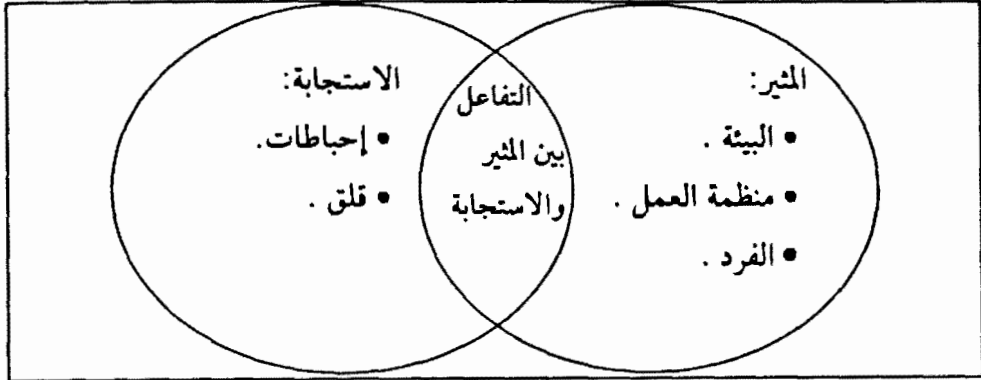 المثير:
• البيئة .
• منظمة العمل .
• الفرد .
التفاعل
بين المثير
والاستجابة
الاستجابة:
• إحباطات.
• قلق .